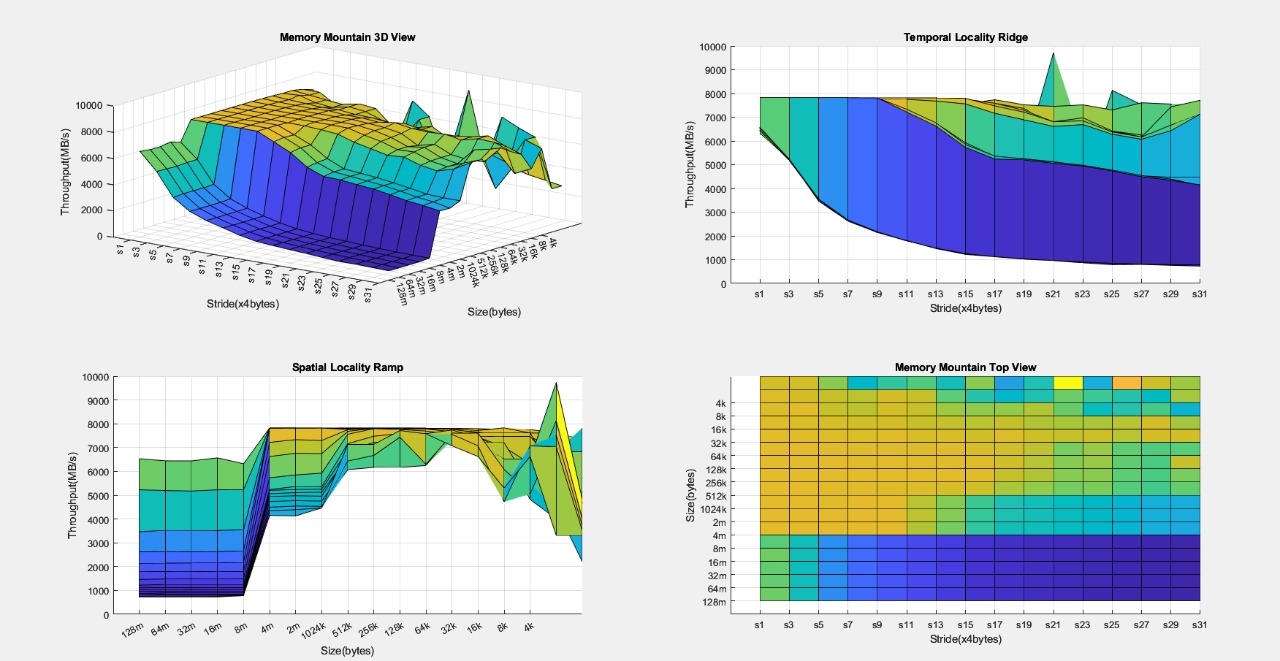 Memory Mountain 3D View
10000
8000
6000
4000
2000
0
Throughput(MB/s)
s1
s3
s5
s7
s9
s11
s13
s15
s17
s19
s21
s23
s25
s27
s29
s31
Stride(x4bytes)
128m
64m
32m
16m
8m
4m
2m
1024k
512k
256k
128k
64k
32k
16k
8k
4k
Size(bytes)
Temporal Locality Ridge
10000
9000
8000
7000
6000
5000
4000
3000
2000
1000
0
Throughput(MB/s)
s1 s3 s5 s7 s9 s11 s13 s15 s17 s19 s21 s23 s25 s27 s29 s31
Stride(x4bytes)
Spatial Locality Ramp
10000
9000
8000
7000
6000
5000
4000
3000
2000
1000
0
Throughput(MB/s)
128m 64m 32m 16m 8m 4m 2m 1024k 512k 256k 128k 64k 32k 16k 8k 4k
Size(bytes)
Memory Mountain Top View
4k
8k
16k
32k
64k
128k
256k
512k
1024k
2m
4m
8m
16m
32m
64m
128m
Size(bytes)
s1 s3 s5 s7 s9 s11 s13 s15 s17 s19 s21 s23 s25 s27 s29 s31
Stride(x4bytes)